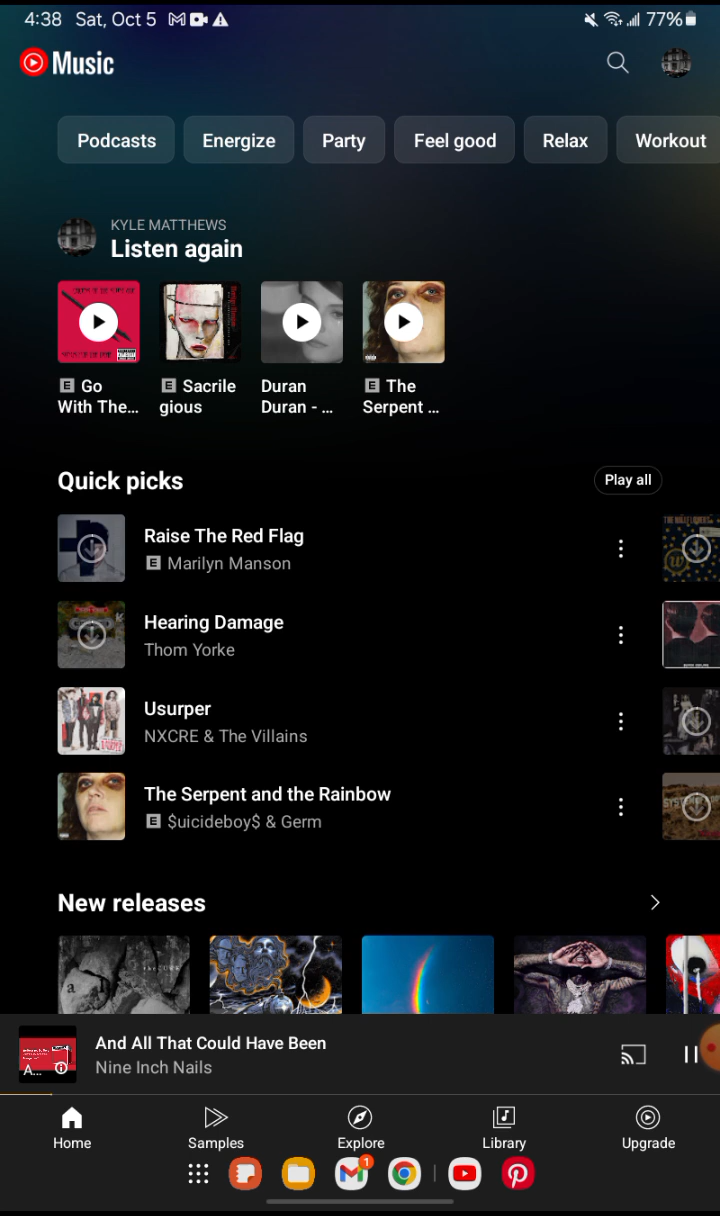 4:38 Sat, Oct 5
77%
Music
Podcasts
Energize
Party
Feel good
Relax
Workout
KYLE MATTHEWS
Listen again
E Go
With The...
E Sacrile
gious
Duran
Duran - ...
E The
Serpent ...
Quick picks
Play all
Raise The Red Flag
E Marilyn Manson
Hearing Damage
Thom Yorke
Usurper
NXCRE & The Villains
The Serpent and the Rainbow
E $uicideboy$ & Germ
New releases
A...
And All That Could Have Been
Nine Inch Nails
Home
Samples
Explore
Library
Upgrade
1